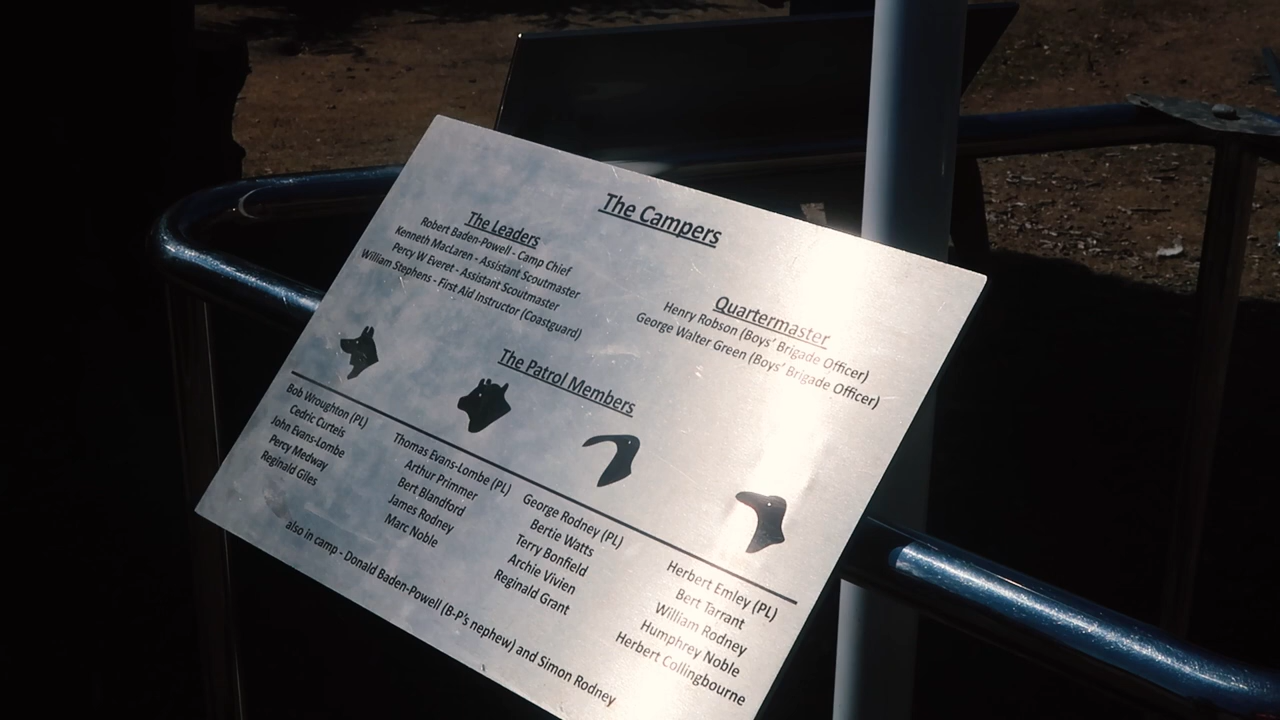 The Campers
The Leaders
Robert Baden-Powell - Camp Chief
Kenneth MacLaren - Assistant Scoutmaster
Percy W Everet - Assistant Scoutmaster
William Stephens - First Aid Instructor (Coastguard)
Quartermaster
Henry Robson (Boys' Brigade Officer)
George Walter Green (Boys' Brigade Officer)
The Patrol Members
Bob Wroughton (PL)
Cedric Curteis
John Evans-Lombe
Percy Medway
Reginald Giles
Thomas Evans-Lombe (PL)
Arthur Primmer
Bert Blandford
James Rodney
Marc Noble
George Rodney (PL)
Bertie Watts
Terry Bonfield
Archie Vivien
Reginald Grant
Herbert Emley (PL)
Bert Tarrant
William Rodney
Humphrey Noble
Herbert Collingbourne
also in camp - Donald Baden-Powell (B-P's nephew) and Simon Rodney